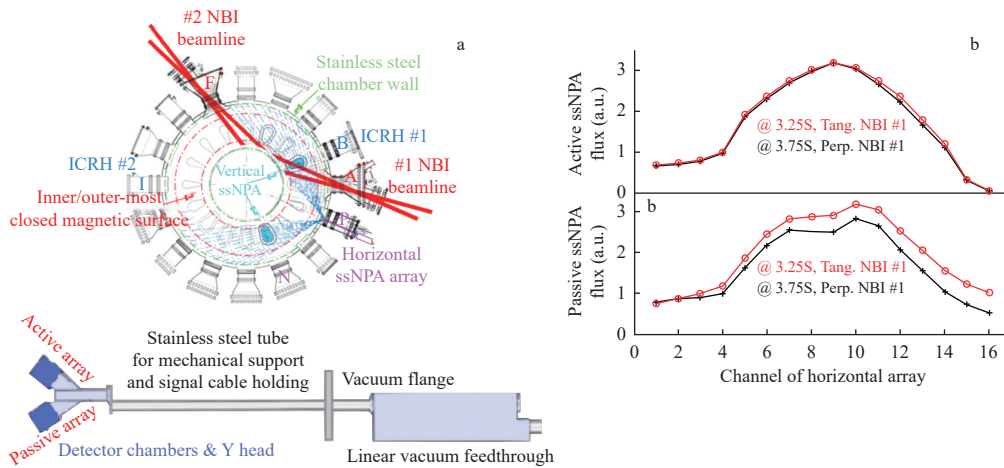 #2 NBI
beamline
a
F
Stainless steel
chamber wall
ICRH #1
B
ICRH #2
I
A
#1 NBI
beamline
Vertical
ssNPA
Inner/outer-most
closed magnetic surface
P
Horizontal
ssNPA array
N
Active array
Passive array
Stainless steel tube
for mechanical support
and signal cable holding
Vacuum flange
Detector chambers & Y head
Linear vacuum feedthrough
b
Active ssNPA
flux (a.u.)
3
2
1
0
@ 3.25S, Tang. NBI #1
@ 3.75S, Perp. NBI #1
b
Passive ssNPA
flux (a.u.)
3
2
1
0
@ 3.25S, Tang. NBI #1
@ 3.75S, Perp. NBI #1
0 2 4 6 8 10 12 14 16
Channel of horizontal array